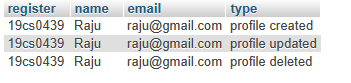 register name email type
19cs0439 Raju raju@gmail.com profile created
19cs0439 Raju raju@gmail.com profile updated
19cs0439 Raju raju@gmail.com profile deleted